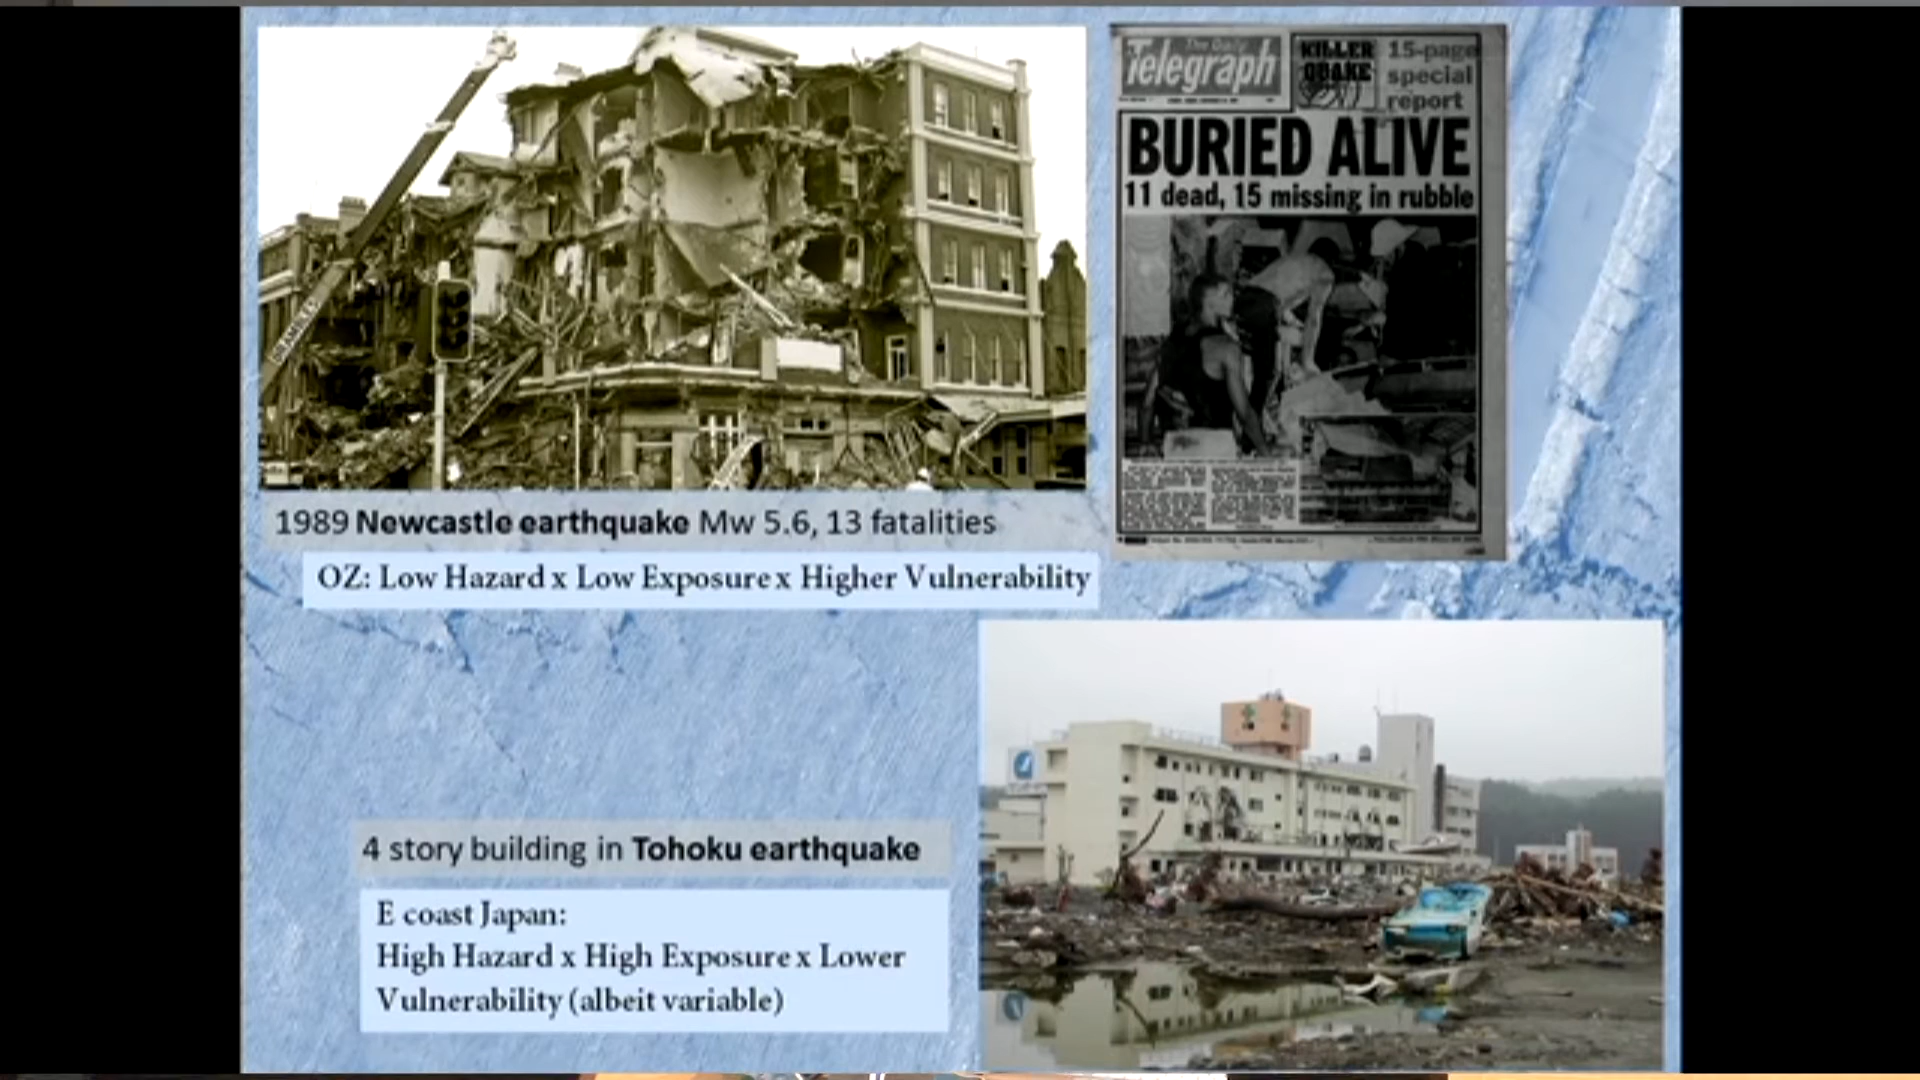 The Daily
Telegraph
KILLER
QUAKE
15-page
special
report
BURIED ALIVE
11 dead, 15 missing in rubble
1989 Newcastle earthquake Mw 5.6, 13 fatalities
OZ: Low Hazard x Low Exposure x Higher Vulnerability
4 story building in Tohoku earthquake
E coast Japan:
High Hazard x High Exposure x Lower
Vulnerability (albeit variable)